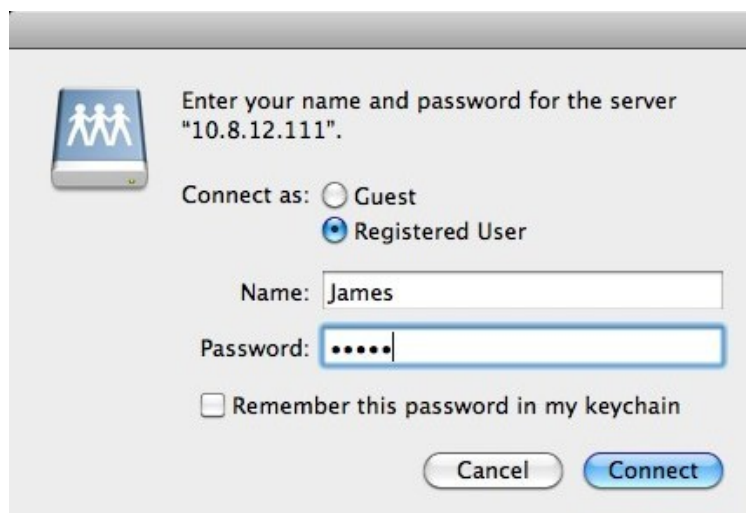 Enter your name and password for the server
“10.8.12.111”.
Connect as: Guest
Registered User
Name: James
Password: •••••
Remember this password in my keychain
Cancel Connect